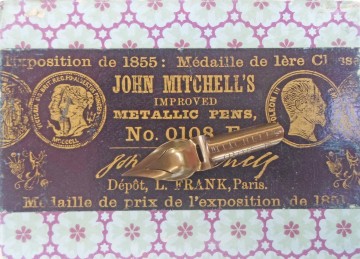 Exposition de 1855: Médaille de 1ère Classe
JOHN MITCHELL'S
IMPROVED
METALLIC PENS,
No. 0108 F
Dépôt, L. FRANK, Paris.
Médaille de prix de l'exposition de 1851